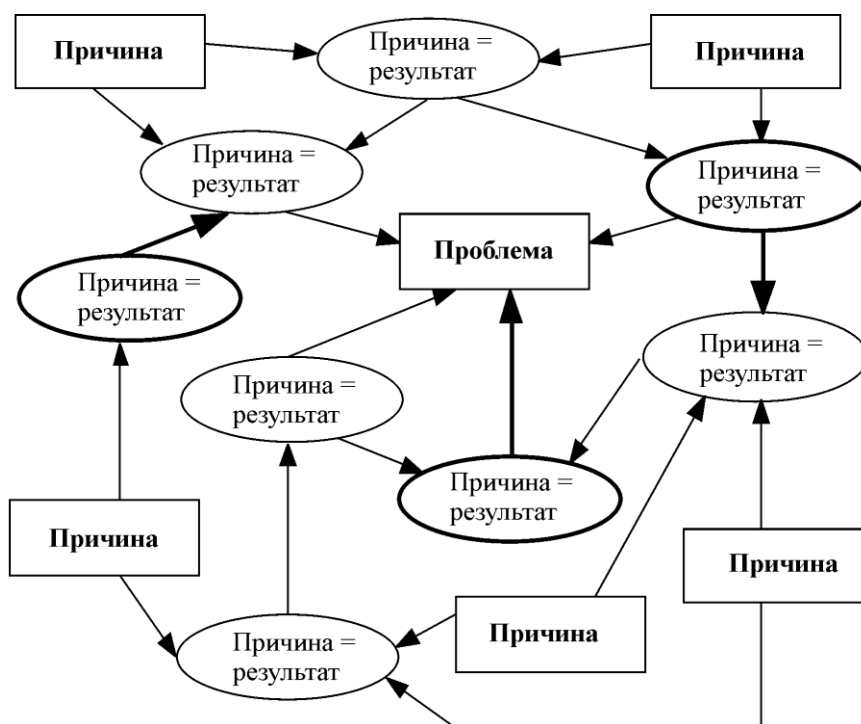 Причина
Причина =
результат
Причина
Причина =
результат
Причина =
результат
Проблема
Причина =
результат
Причина =
результат
Причина =
результат
Причина =
результат
Причина
Причина
Причина
Причина =
результат